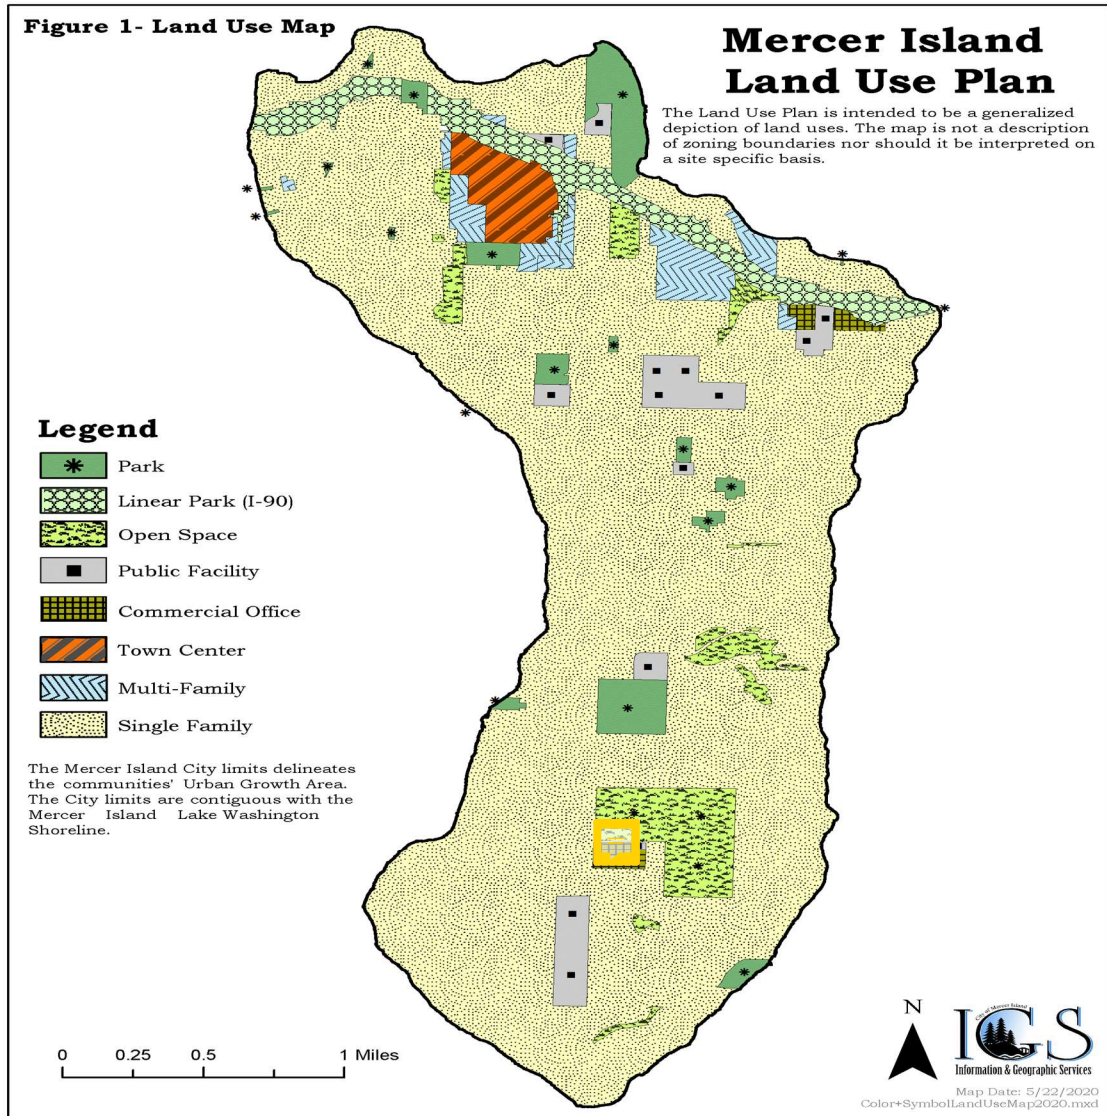 Figure 1- Land Use Map
Mercer Island
Land Use Plan
The Land Use Plan is intended to be a generalized
depiction of land uses. The map is not a description
of zoning boundaries nor should it be interpreted on
a site specific basis.
Legend
Park
Linear Park (I-90)
Open Space
Public Facility
Commercial Office
Town Center
Multi-Family
Single Family
The Mercer Island City limits delineates
the communities' Urban Growth Area.
The City limits are contiguous with the
Mercer Island Lake Washington
Shoreline.
0 0.25 0.5 1 Miles
N
City of Mercer Island
IGS
Information & Geographic Services
Map Date: 5/22/2020
Color+SymbolLandUseMap2020.mxd